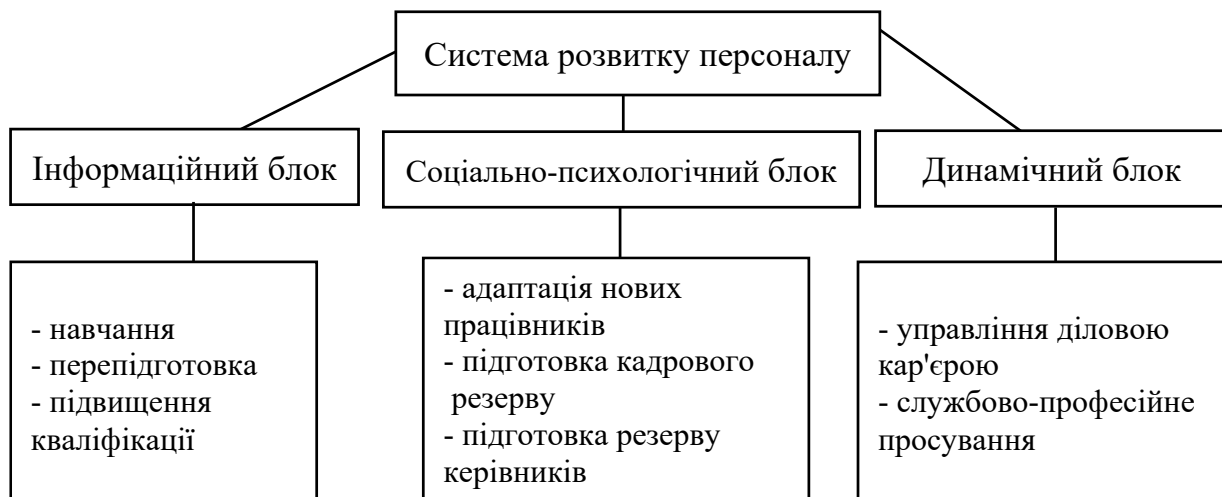 Система розвитку персоналу
Інформаційний блок
Соціально-психологічний блок
Динамічний блок
- навчання
- перепідготовка
- підвищення
кваліфікації
- адаптація нових
працівників
- підготовка кадрового
резерву
- підготовка резерву
керівників
- управління діловою
кар'єрою
- службово-професійне
просування